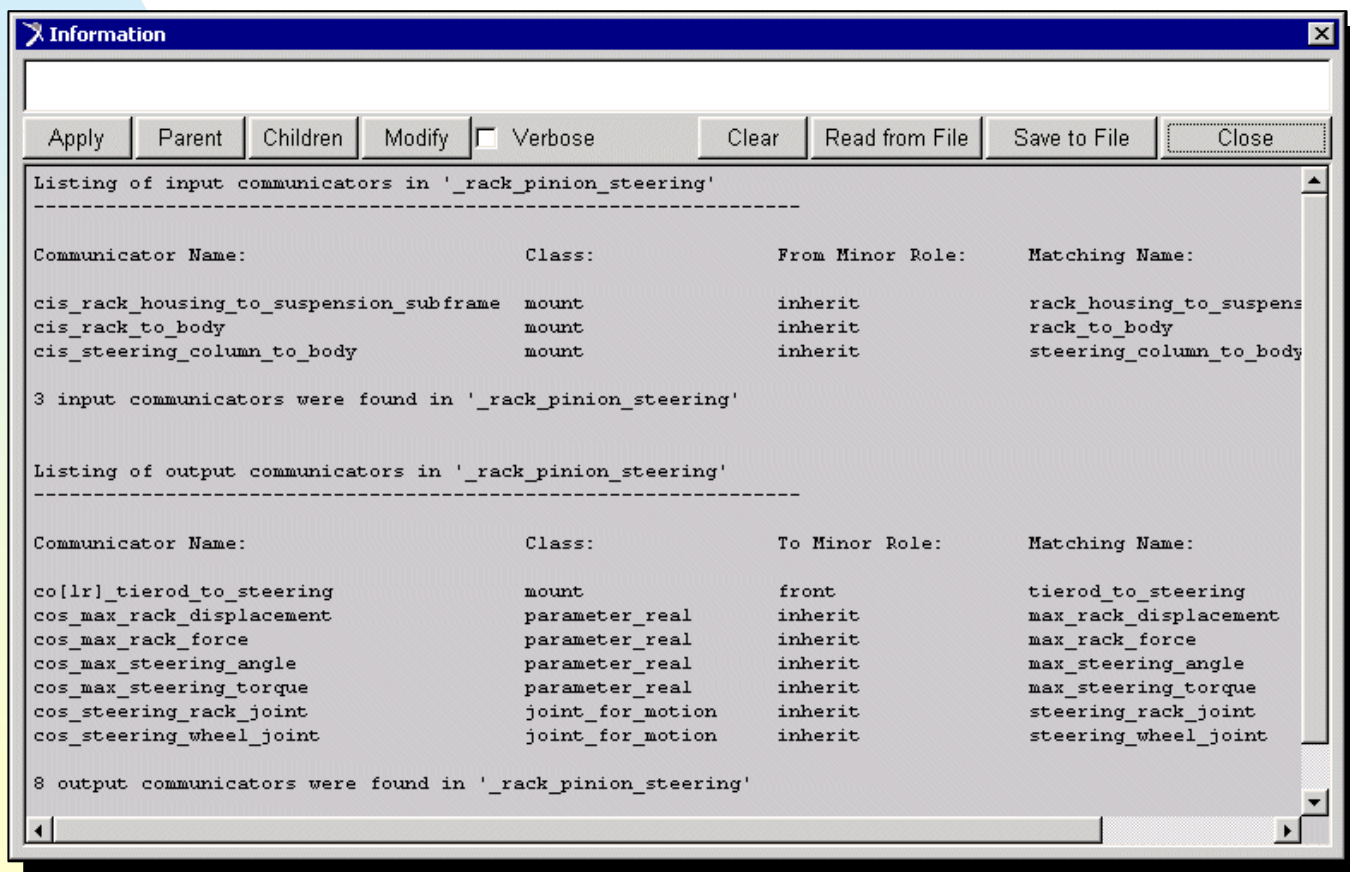 Information
Apply Parent Children Modify Verbose Clear Read from File Save to File Close
Listing of input communicators in '_rack_pinion_steering'
----------------------------------------------------------------
Communicator Name: Class: From Minor Role: Matching Name:
cis_rack_housing_to_suspension_subframe mount inherit rack_housing_to_suspens
cis_rack_to_body mount inherit rack_to_body
cis_steering_column_to_body mount inherit steering_column_to_body
3 input communicators were found in '_rack_pinion_steering'
Listing of output communicators in '_rack_pinion_steering'
----------------------------------------------------------------
Communicator Name: Class: To Minor Role: Matching Name:
co[lr]_tierod_to_steering mount front tierod_to_steering
cos_max_rack_displacement parameter_real inherit max_rack_displacement
cos_max_rack_force parameter_real inherit max_rack_force
cos_max_steering_angle parameter_real inherit max_steering_angle
cos_max_steering_torque parameter_real inherit max_steering_torque
cos_steering_rack_joint joint_for_motion inherit steering_rack_joint
cos_steering_wheel_joint joint_for_motion inherit steering_wheel_joint
8 output communicators were found in '_rack_pinion_steering'